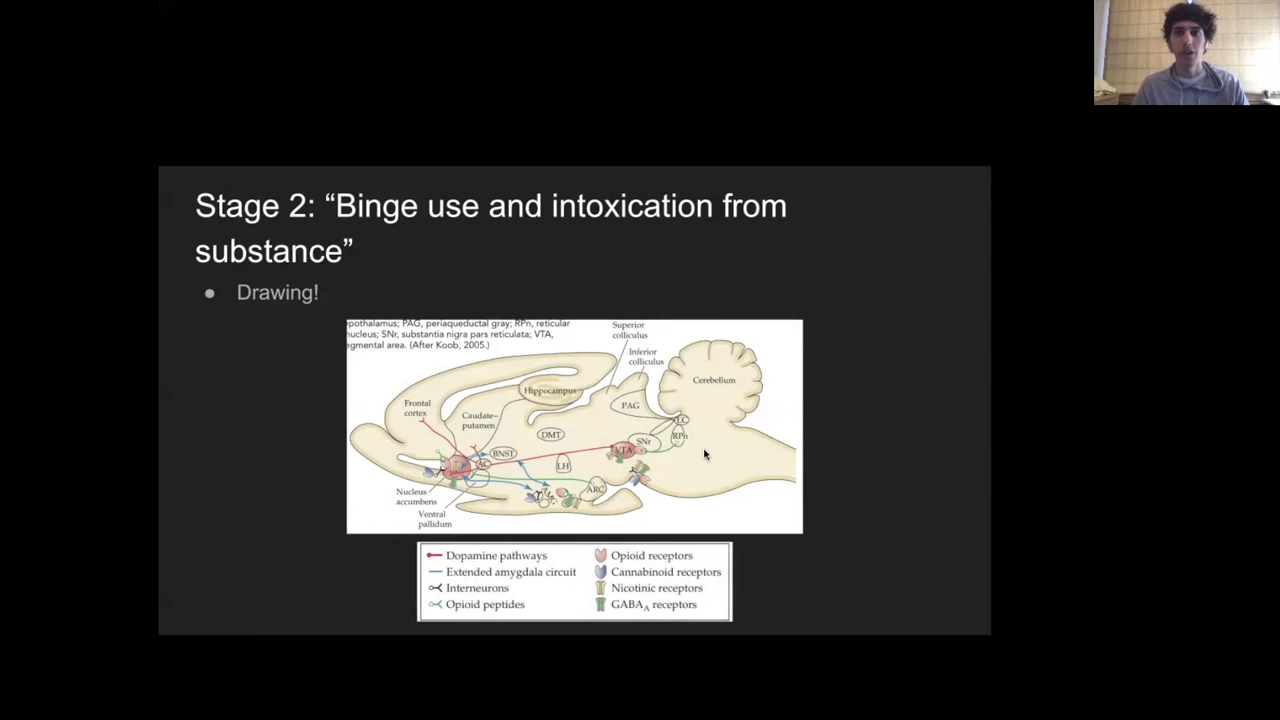 Stage 2: “Binge use and intoxication from
substance”
● Drawing!
ypothalamus; PAG, periaqueductal gray; RPn, reticular
nucleus; SNr, substantia nigra pars reticulata; VTA,
egmental area. (After Koob, 2005.)
Superior
colliculus
Inferior
colliculus
Cerebellum
Hippocampus
Frontal
cortex
Caudate–
putamen
PAG
LC
DMT
SNr
RPn
VTA
BNST
AC
LH
ARC
Nucleus
accumbens
Ventral
pallidum
Dopamine pathways
Extended amygdala circuit
Interneurons
Opioid peptides
Opioid receptors
Cannabinoid receptors
Nicotinic receptors
GABAA receptors